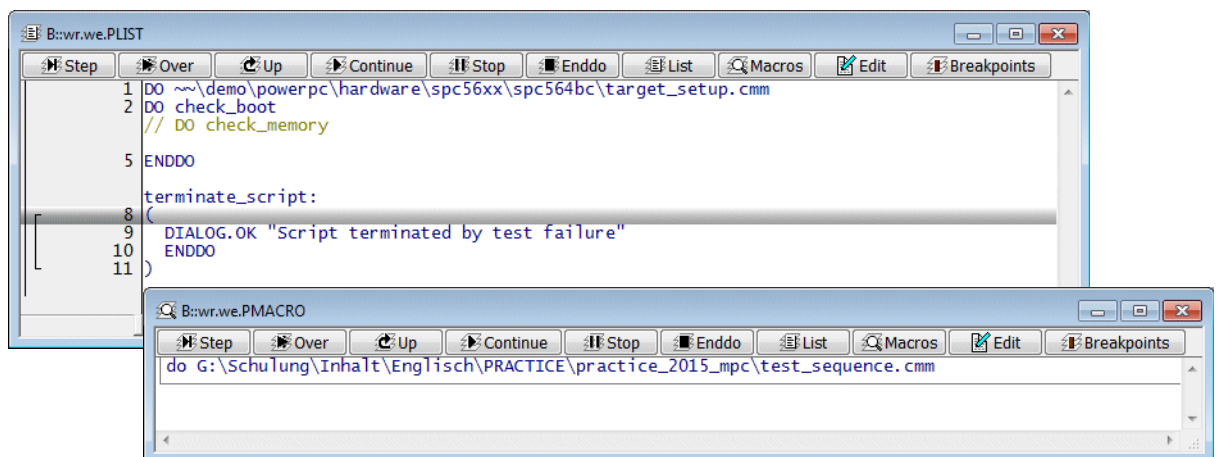 B::wr.we.PLIST
Step Over Up Continue Stop Enddo List Macros Edit Breakpoints
1 DO ~~\demo\powerpc\hardware\spc56xx\spc564bc\target_setup.cmm
2 DO check_boot
// DO check_memory
5 ENDDO
terminate_script:
8 (
9 DIALOG.OK "Script terminated by test failure"
10 ENDDO
11 )
B::wr.we.PMACRO
Step Over Up Continue Stop Enddo List Macros Edit Breakpoints
do G:\Schulung\Inhalt\Englisch\PRACTICE\practice_2015_mpc\test_sequence.cmm